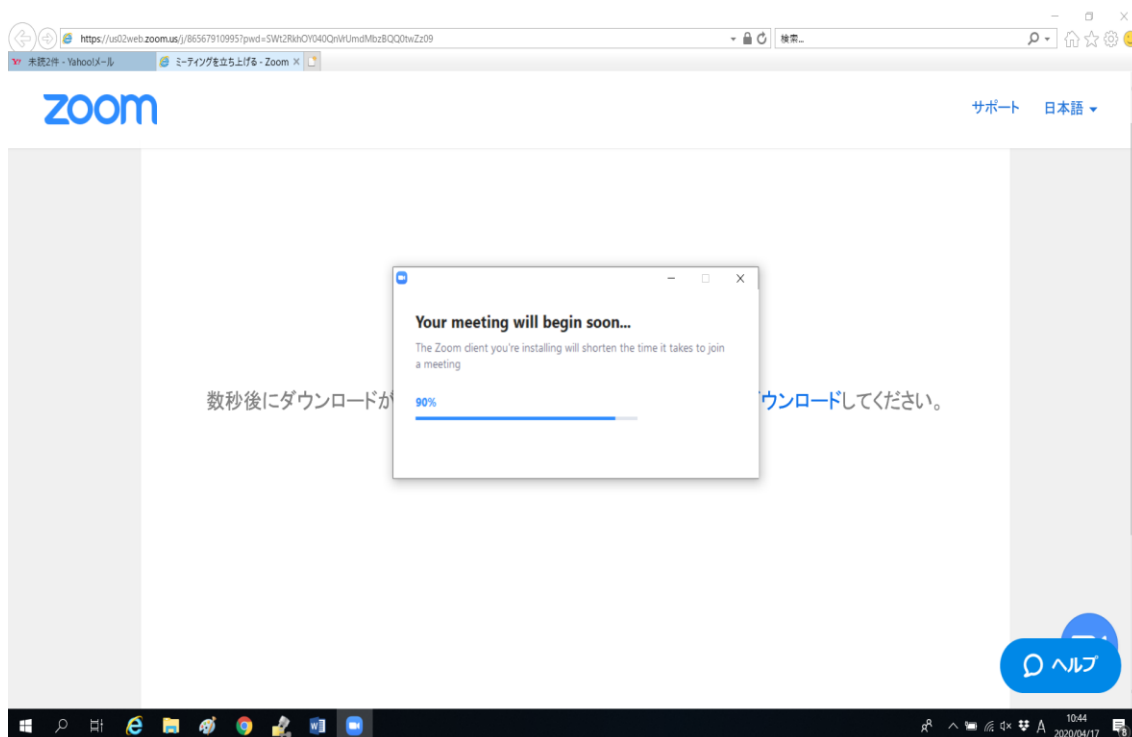 https://us02web.zoom.us/j/86567910995?pwd=SWt2RkhOY040QnVrUmdMbzBQQ0twZz09
検索...
未読2件 - Yahoo!メール
ミーティングを立ち上げる - Zoom
zoom
サポート
日本語
Your meeting will begin soon...
The Zoom client you're installing will shorten the time it takes to join
a meeting
数秒後にダウンロードが
90%
ウンロードしてください。
ヘルプ
A
10:44
2020/04/17
8